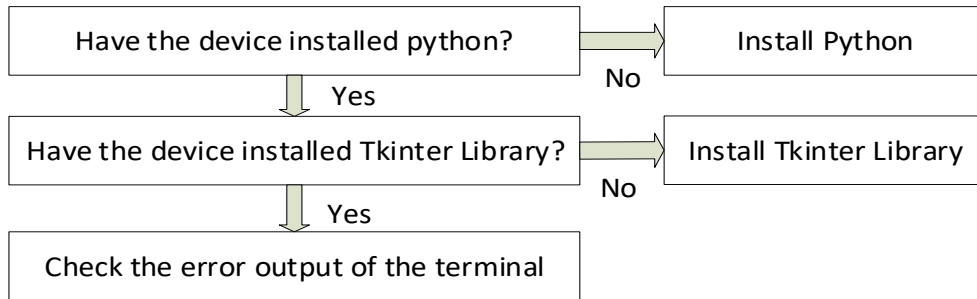 Have the device installed python?
Install Python
No
Yes
Have the device installed Tkinter Library?
Install Tkinter Library
No
Yes
Check the error output of the terminal